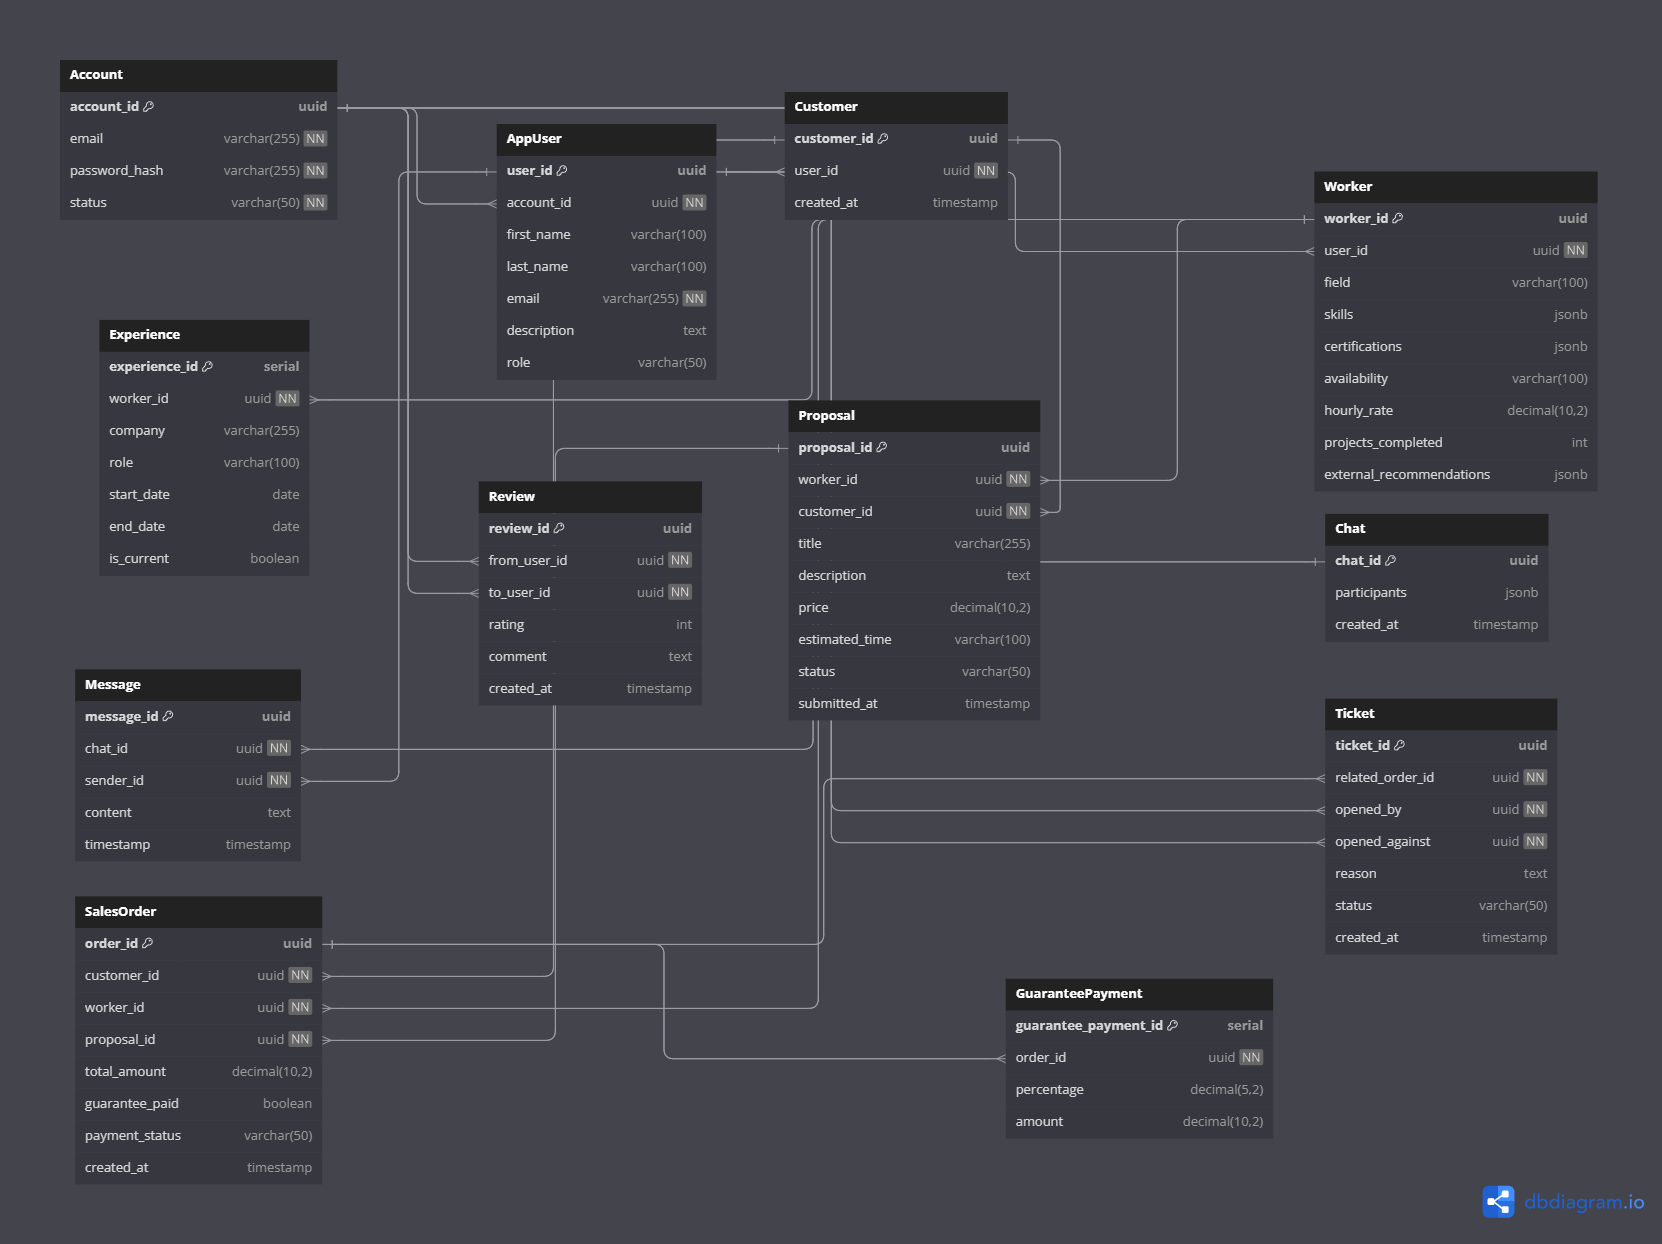 Account
account_id uuid
email varchar(255) NN
password_hash varchar(255) NN
status varchar(50) NN
AppUser
user_id uuid
account_id uuid NN
first_name varchar(100)
last_name varchar(100)
email varchar(255) NN
description text
role varchar(50)
Customer
customer_id uuid
user_id uuid NN
created_at timestamp
Worker
worker_id uuid
user_id uuid NN
field varchar(100)
skills jsonb
certifications jsonb
availability varchar(100)
hourly_rate decimal(10,2)
projects_completed int
external_recommendations jsonb
Experience
experience_id serial
worker_id uuid NN
company varchar(255)
role varchar(100)
start_date date
end_date date
is_current boolean
Proposal
proposal_id uuid
worker_id uuid NN
customer_id uuid NN
title varchar(255)
description text
price decimal(10,2)
estimated_time varchar(100)
status varchar(50)
submitted_at timestamp
Review
review_id uuid
from_user_id uuid NN
to_user_id uuid NN
rating int
comment text
created_at timestamp
Chat
chat_id uuid
participants jsonb
created_at timestamp
Message
message_id uuid
chat_id uuid NN
sender_id uuid NN
content text
timestamp timestamp
Ticket
ticket_id uuid
related_order_id uuid NN
opened_by uuid NN
opened_against uuid NN
reason text
status varchar(50)
created_at timestamp
SalesOrder
order_id uuid
customer_id uuid NN
worker_id uuid NN
proposal_id uuid NN
total_amount decimal(10,2)
guarantee_paid boolean
payment_status varchar(50)
created_at timestamp
GuaranteePayment
guarantee_payment_id serial
order_id uuid NN
percentage decimal(5,2)
amount decimal(10,2)
dbdiagram.io